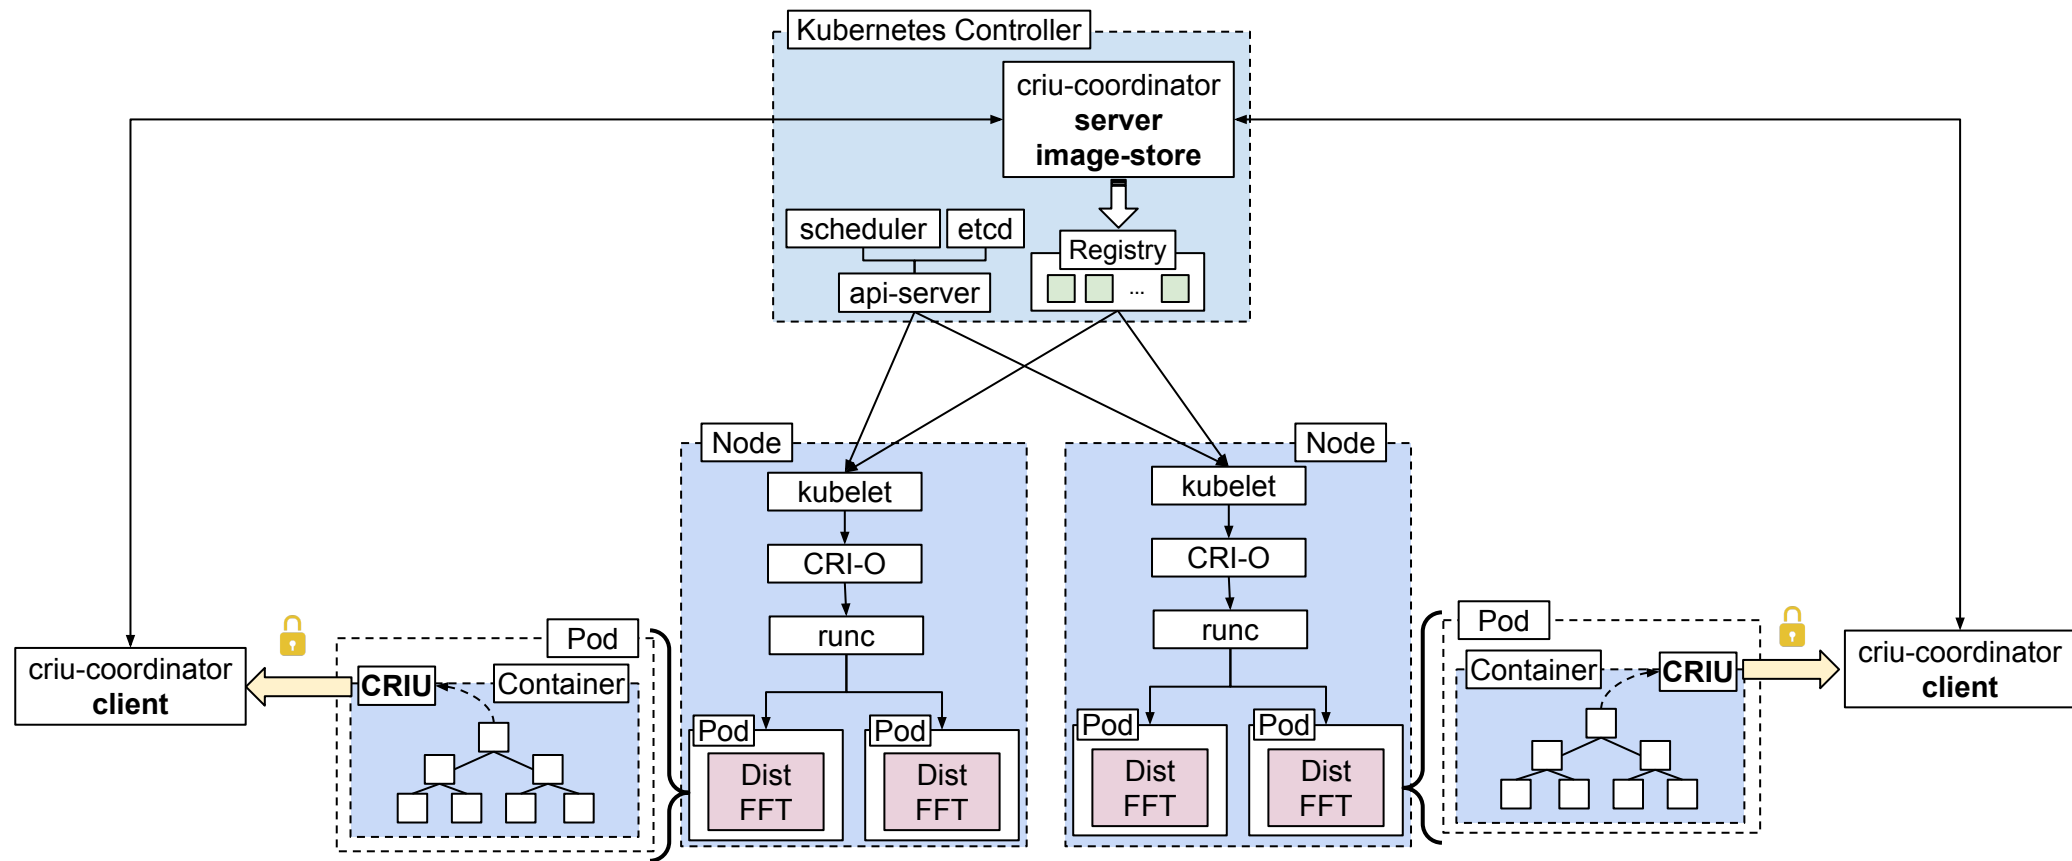 Kubernetes Controller
criu-coordinator
server
image-store
scheduler
etcd
api-server
Registry
...
Node
kubelet
CRI-O
runc
Pod
Dist
FFT
Pod
Dist
FFT
Node
kubelet
CRI-O
runc
Pod
Dist
FFT
Pod
Dist
FFT
criu-coordinator
client
Pod
CRIU
Container
Pod
Container
CRIU
criu-coordinator
client